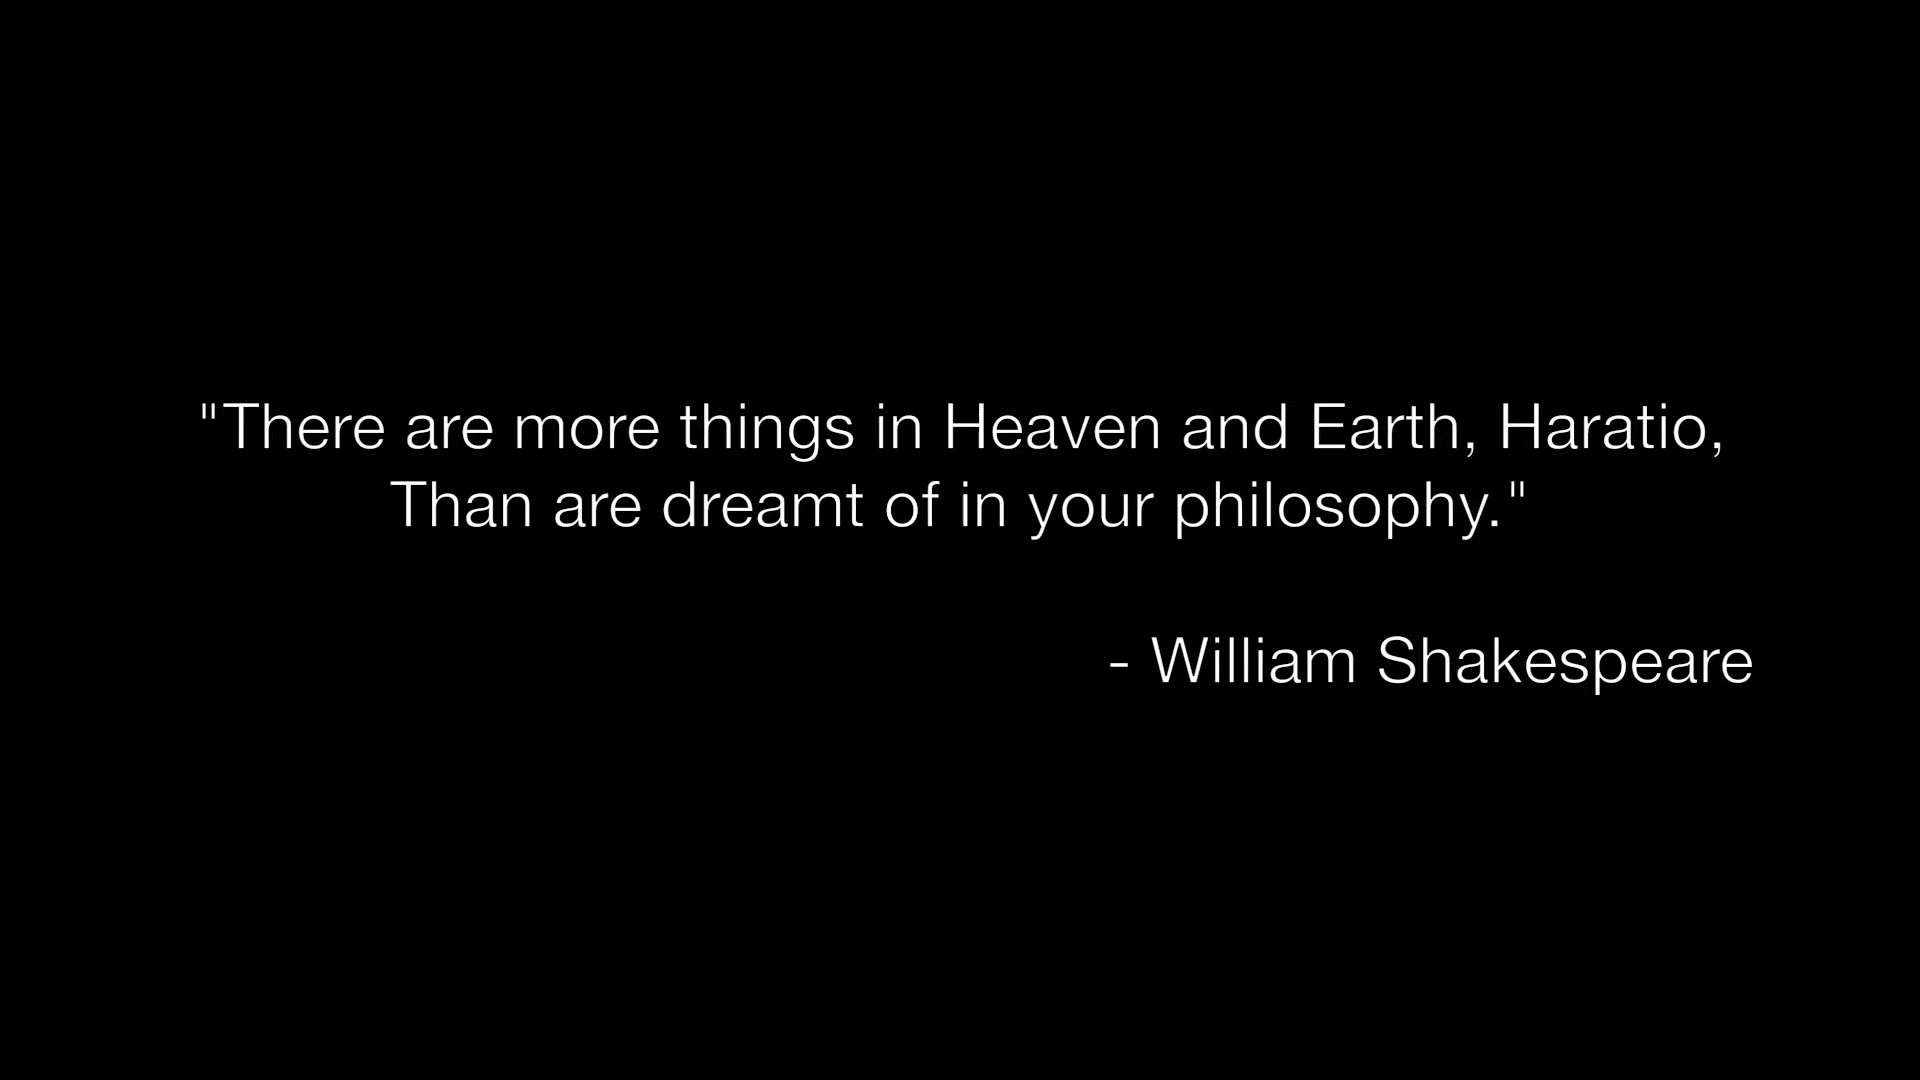 "There are more things in Heaven and Earth, Haratio,
Than are dreamt of in your philosophy."
- William Shakespeare